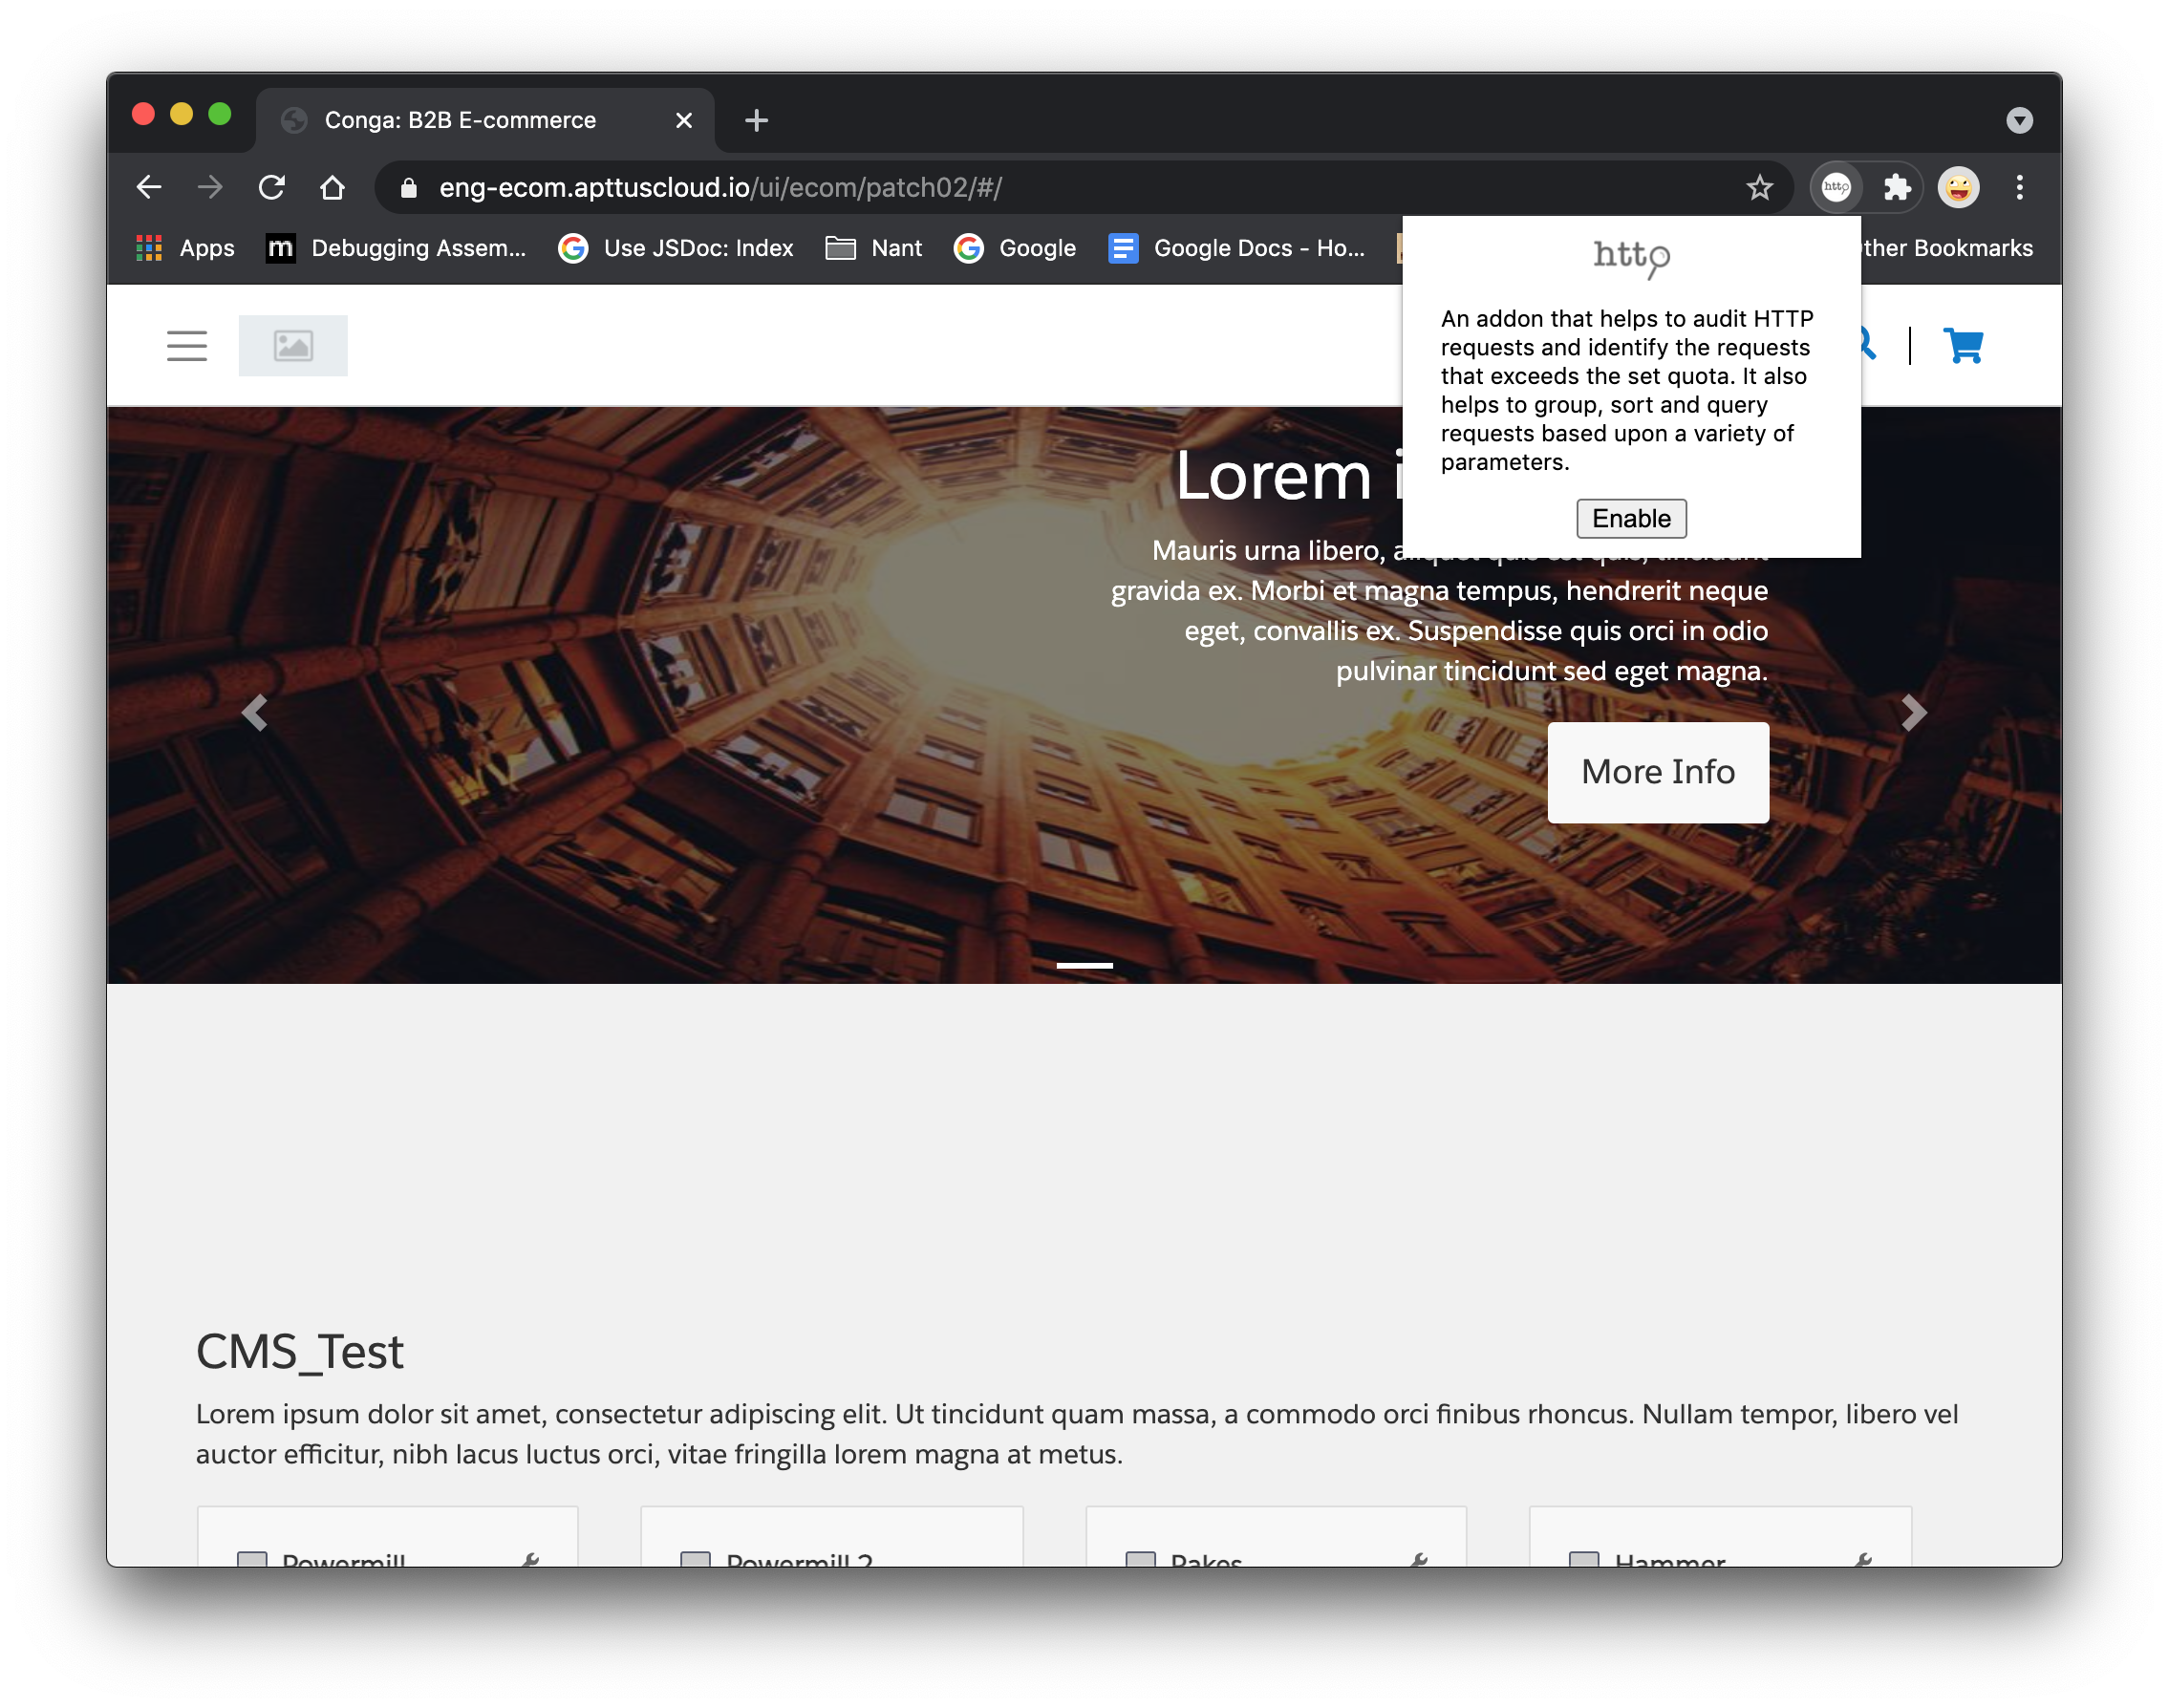 Conga: B2B E-commerce
eng-ecom.apttuscloud.io/ui/ecom/patch02/#/
http
Apps
m Debugging Assem...
Use JSDoc: Index
Nant
Google
Google Docs - Ho...
ther Bookmarks
http
An addon that helps to audit HTTP
requests and identify the requests
that exceeds the set quota. It also
helps to group, sort and query
requests based upon a variety of
parameters.
Enable
Lorem i
Mauris urna libero, aliquet quis est quis, tincidunt
gravida ex. Morbi et magna tempus, hendrerit neque
eget, convallis ex. Suspendisse quis orci in odio
pulvinar tincidunt sed eget magna.
More Info
CMS_Test
Lorem ipsum dolor sit amet, consectetur adipiscing elit. Ut tincidunt quam massa, a commodo orci finibus rhoncus. Nullam tempor, libero vel
auctor efficitur, nibh lacus luctus orci, vitae fringilla lorem magna at metus.
Powermill
Powermill 2
Rakes
Hammer